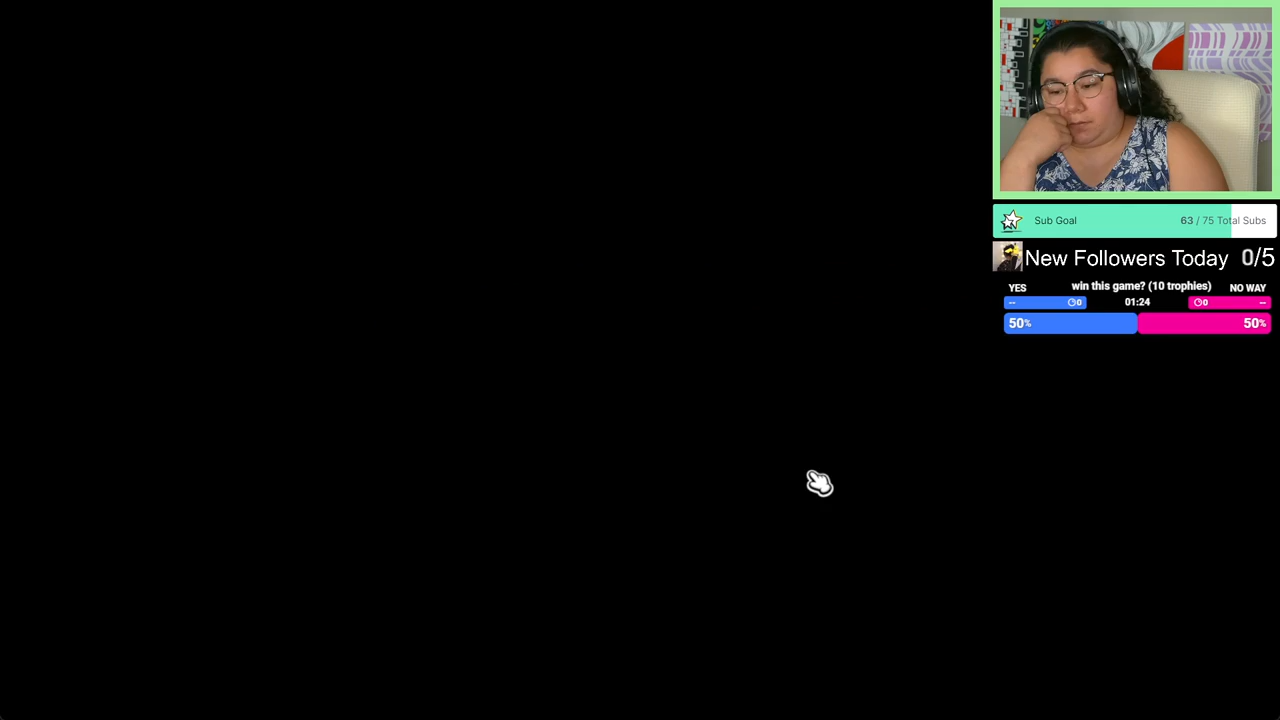 Sub Goal 63 / 75 Total Subs
New Followers Today 0/5
YES win this game? (10 trophies) NO WAY
-- 0 01:24 0 --
50% 50%